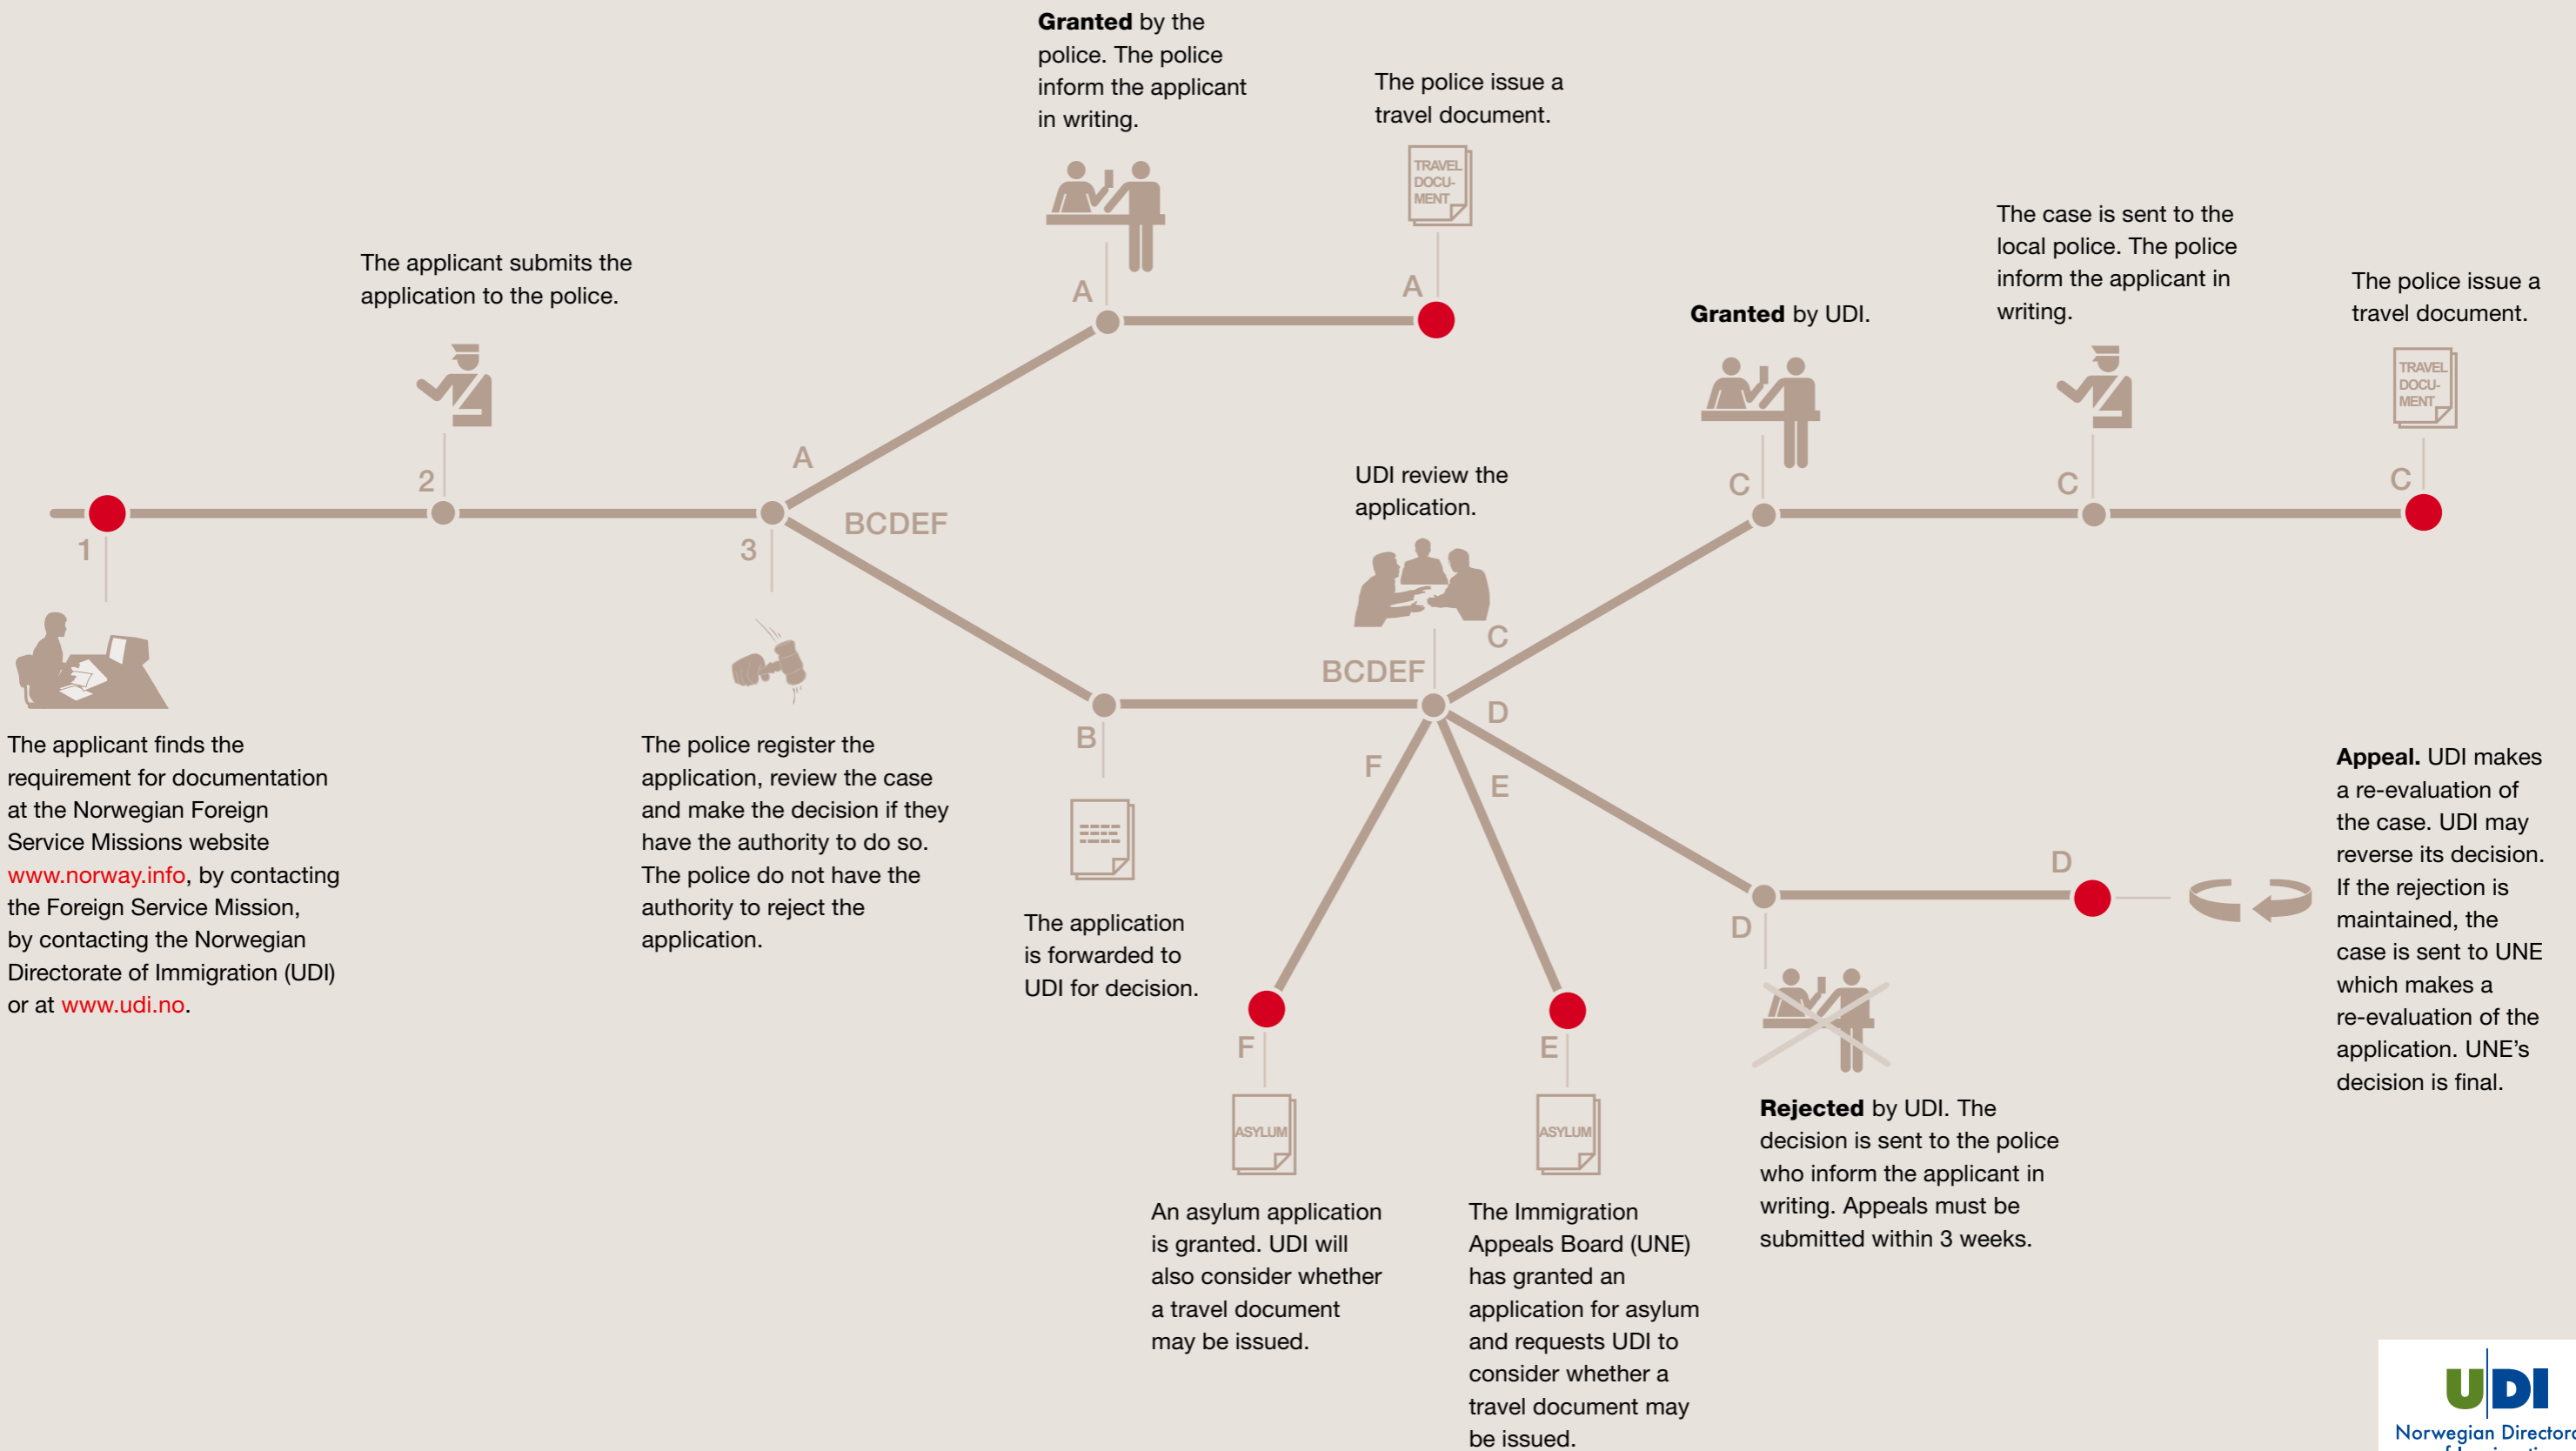 Granted by the
police. The police
inform the applicant
in writing.
The police issue a
travel document.
TRAVEL
DOCU-
MENT
A
A
The applicant submits the
application to the police.
2
A
BCDEF
1
3
The applicant finds the
requirement for documentation
at the Norwegian Foreign
Service Missions website
www.norway.info, by contacting
the Foreign Service Mission,
by contacting the Norwegian
Directorate of Immigration (UDI)
or at www.udi.no.
The police register the
application, review the case
and make the decision if they
have the authority to do so.
The police do not have the
authority to reject the
application.
B
The application
is forwarded to
UDI for decision.
UDI review the
application.
BCDEF
C
D
E
F
Granted by UDI.
C
The case is sent to the
local police. The police
inform the applicant in
writing.
C
The police issue a
travel document.
TRAVEL
DOCU-
MENT
C
F
ASYLUM
An asylum application
is granted. UDI will
also consider whether
a travel document
may be issued.
E
ASYLUM
The Immigration
Appeals Board (UNE)
has granted an
application for asylum
and requests UDI to
consider whether a
travel document may
be issued.
D
Rejected by UDI. The
decision is sent to the police
who inform the applicant in
writing. Appeals must be
submitted within 3 weeks.
D
Appeal. UDI makes
a re-evaluation of
the case. UDI may
reverse its decision.
If the rejection is
maintained, the
case is sent to UNE
which makes a
re-evaluation of the
application. UNE's
decision is final.
UDI
Norwegian